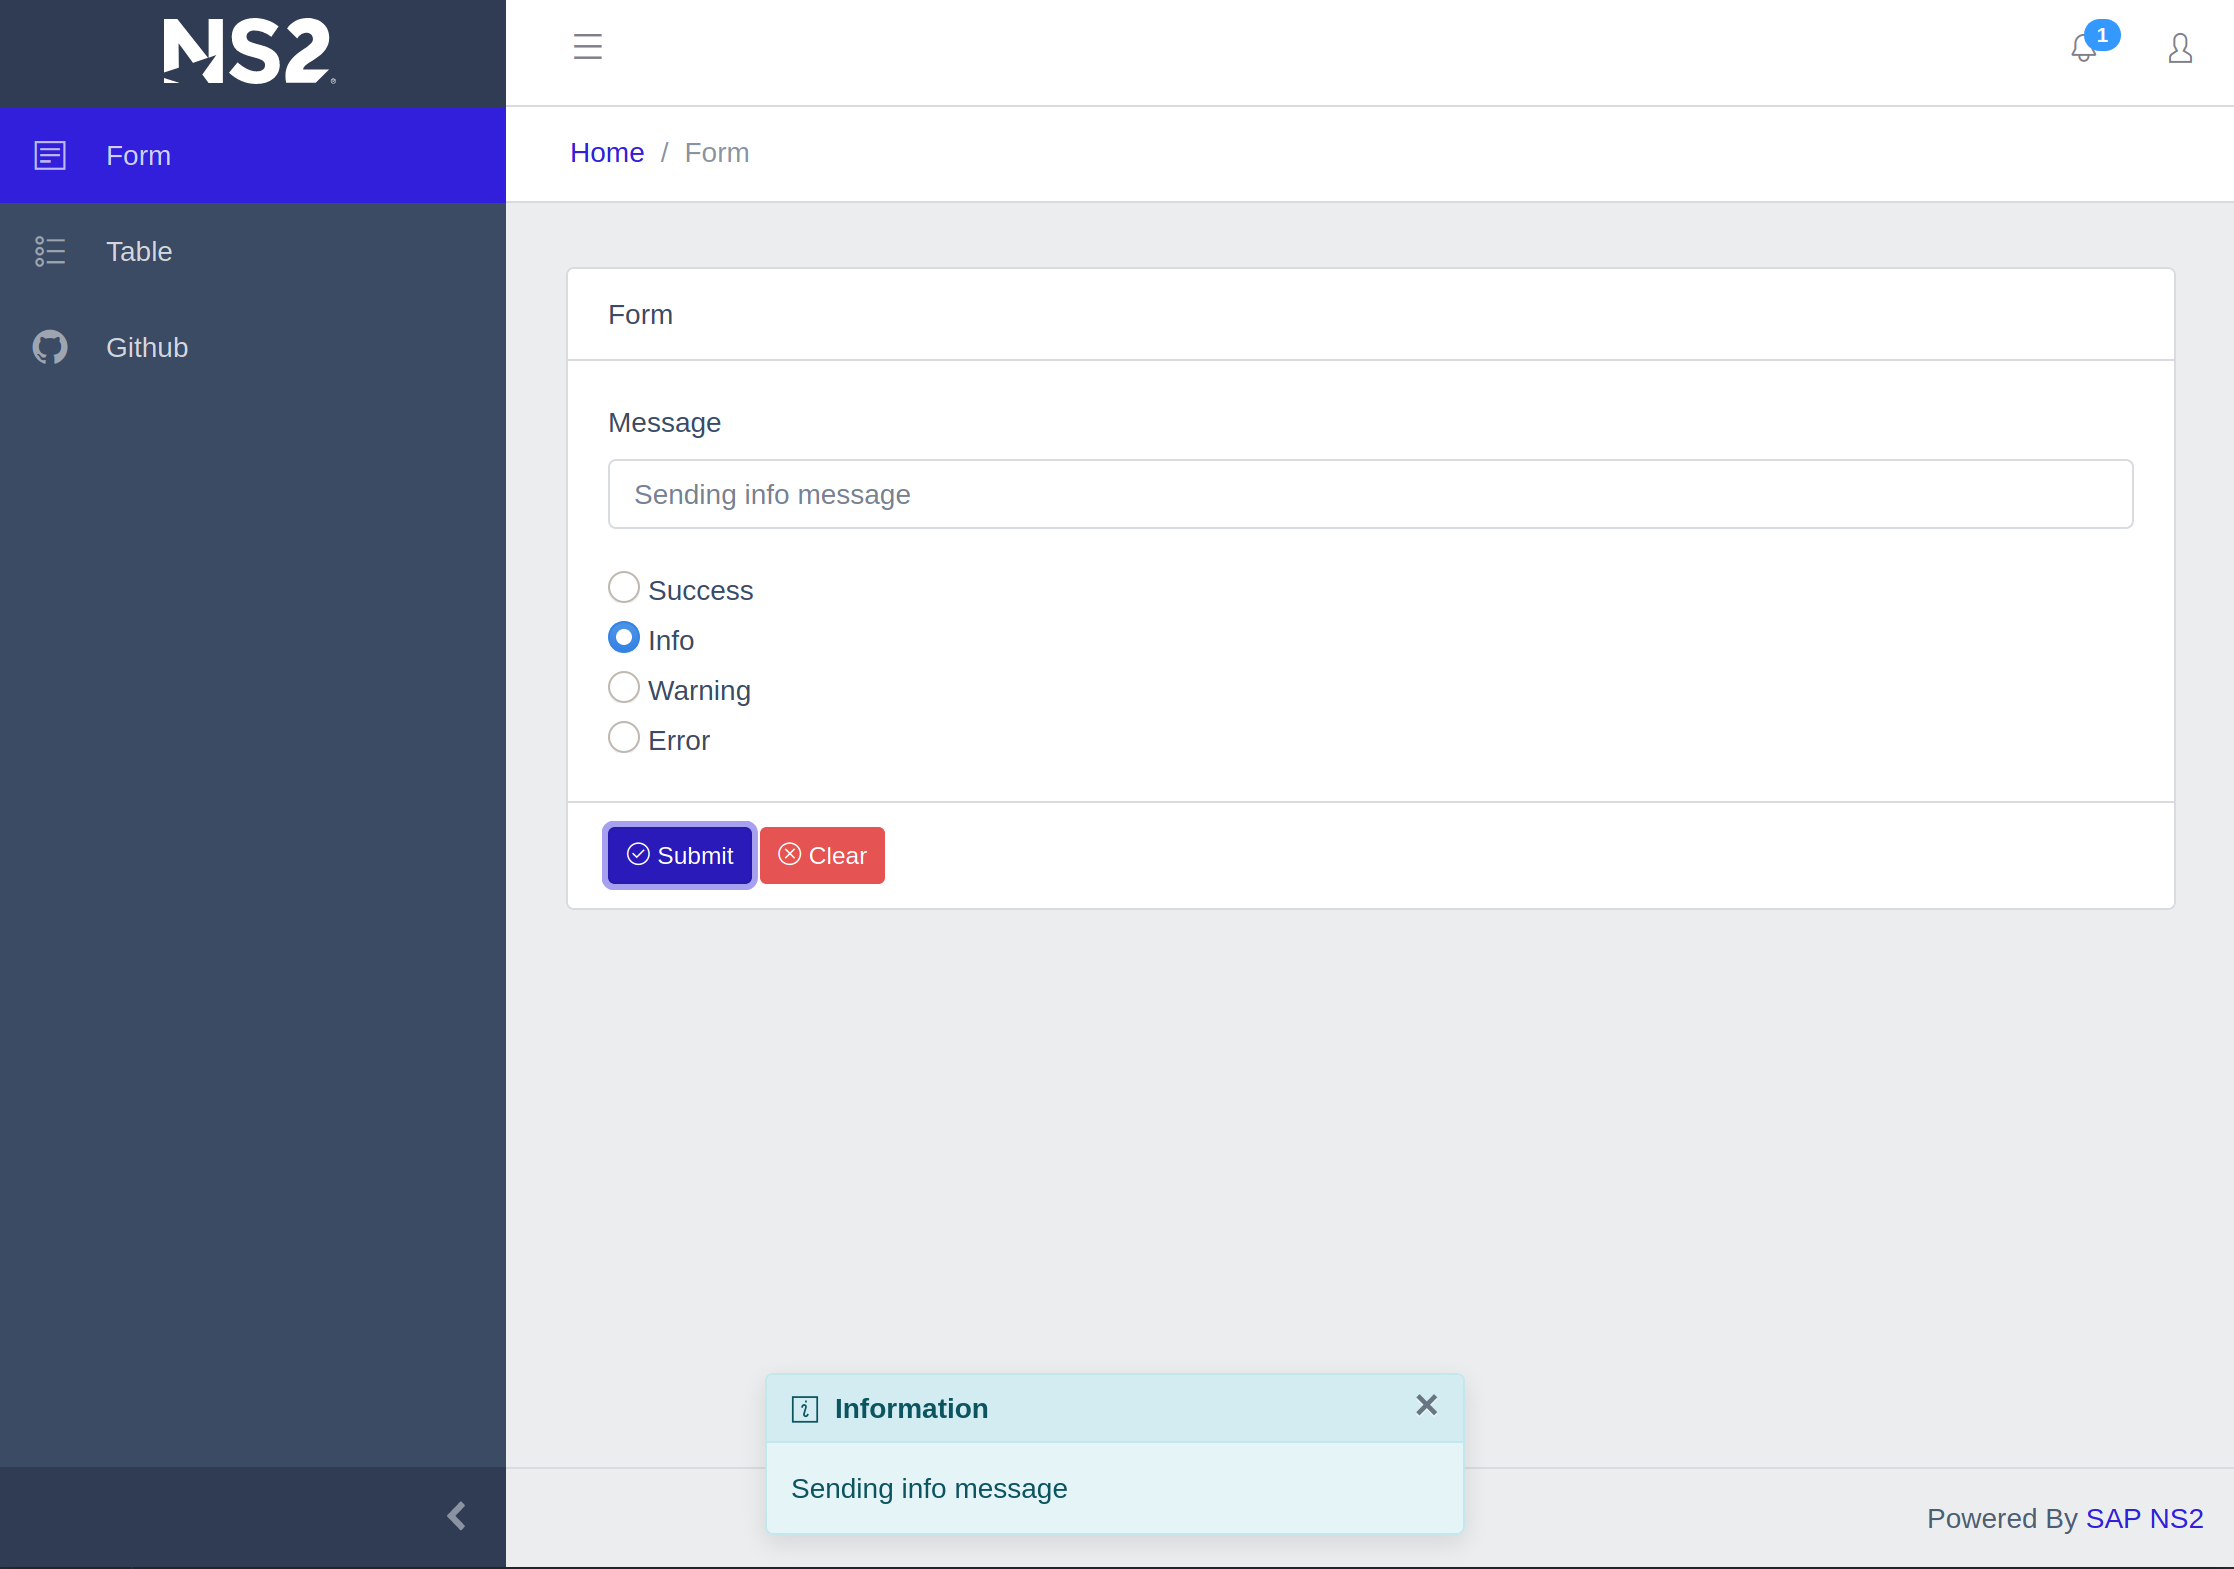 NS2
1
Form
Table
Github
Home / Form
Form
Message
Sending info message
Success
Info
Warning
Error
Submit
Clear
Information
Sending info message
Powered By SAP NS2